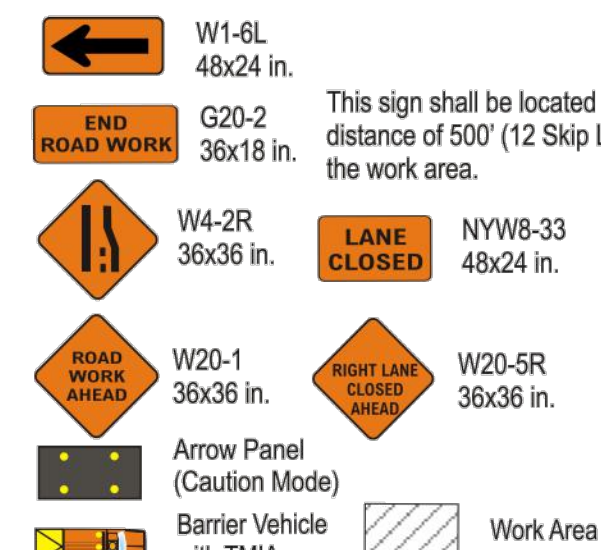 W1-6L
48x24 in.
END
ROAD WORK
G20-2
36x18 in.
This sign shall be located
distance of 500' (12 Skip
the work area.
W4-2R
36x36 in.
LANE
CLOSED
NYW8-33
48x24 in.
ROAD
WORK
AHEAD
W20-1
36x36 in.
RIGHT LANE
CLOSED
AHEAD
W20-5R
36x36 in.
Arrow Panel
(Caution Mode)
Barrier Vehicle
with TMIA
Work Area